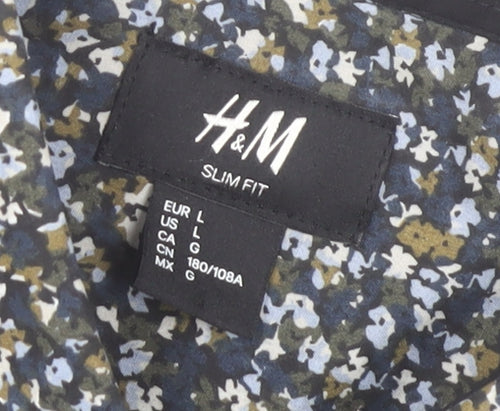 H&M
SLIM FIT
EUR L
US L
CA G
CN 180/108A
MX G